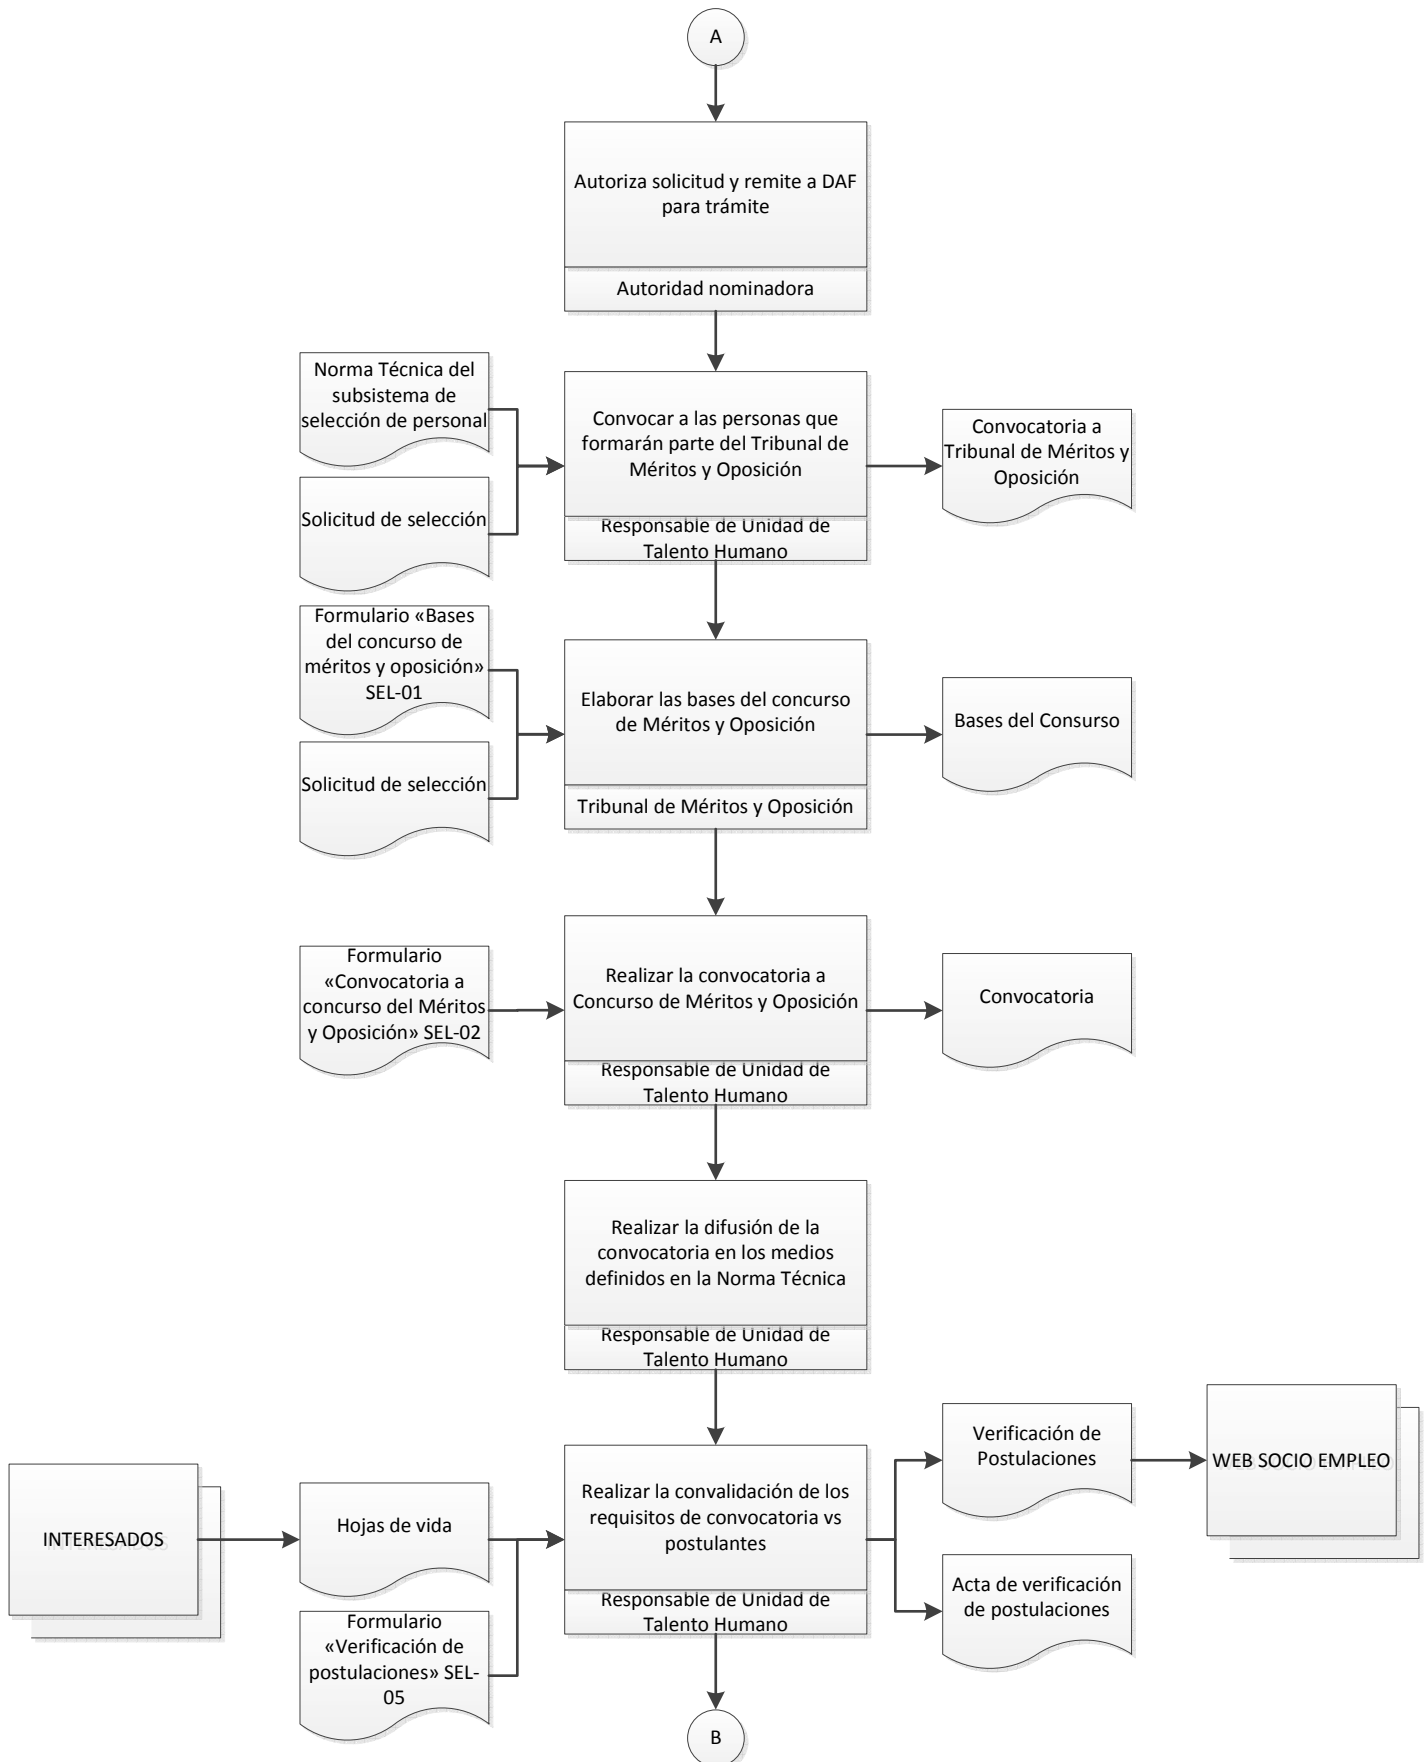 A
Autoriza solicitud y remite a DAF
para trámite
Autoridad nominadora
Norma Técnica del
subsistema de
selección de personal
Solicitud de selección
Convocar a las personas que
formarán parte del Tribunal de
Méritos y Oposición
Responsable de Unidad de
Talento Humano
Convocatoria a
Tribunal de Méritos y
Oposición
Formulario «Bases
del concurso de
méritos y oposición»
SEL-01
Solicitud de selección
Elaborar las bases del concurso
de Méritos y Oposición
Tribunal de Méritos y Oposición
Bases del Consurso
Formulario
«Convocatoria a
concurso del Méritos
y Oposición» SEL-02
Realizar la convocatoria a
Concurso de Méritos y Oposición
Responsable de Unidad de
Talento Humano
Convocatoria
Realizar la difusión de la
convocatoria en los medios
definidos en la Norma Técnica
Responsable de Unidad de
Talento Humano
INTERESADOS
Hojas de vida
Formulario
«Verificación de
postulaciones» SEL-
05
Realizar la convalidación de los
requisitos de convocatoria vs
postulantes
Responsable de Unidad de
Talento Humano
Verificación de
Postulaciones
WEB SOCIO EMPLEO
Acta de verificación
de postulaciones
B